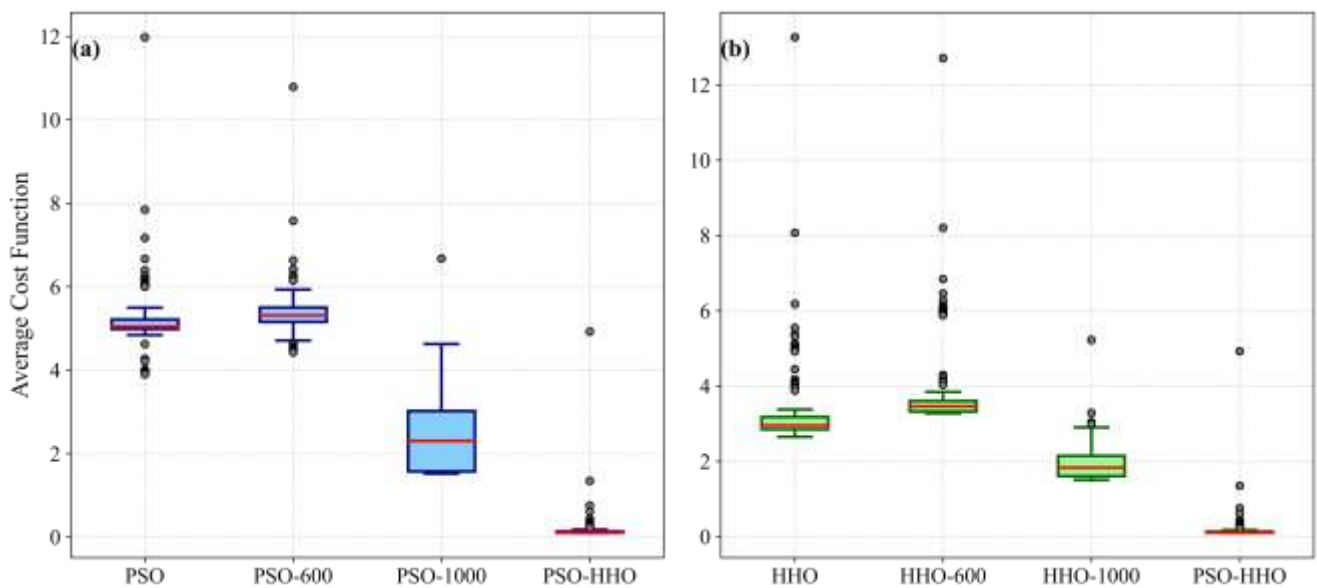 (a)
Average Cost Function
12
10
8
6
4
2
0
PSO PSO-600 PSO-1000 PSO-HHO
(b)
12
10
8
6
4
2
0
HHO HHO-600 HHO-1000 PSO-HHO